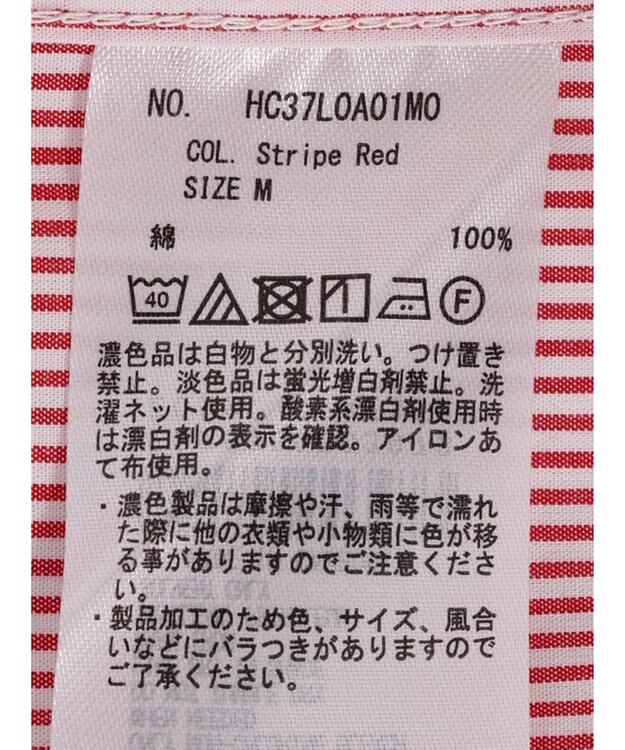 NO. HC37L0A01M0
COL. Stripe Red
SIZE M
綿 100%
40 F
濃色品は白物と分別洗い。つけ置き
禁止。淡色品は蛍光増白剤禁止。洗
濯ネット使用。酸素系漂白剤使用時
は漂白剤の表示を確認。アイロンあ
て布使用。
・濃色製品は摩擦や汗、雨等で濡れ
た際に他の衣類や小物類に色が移
る事がありますのでご注意くださ
い。
・製品加工のため色、サイズ、風合
いなどにバラつきがありますので
ご了承ください。